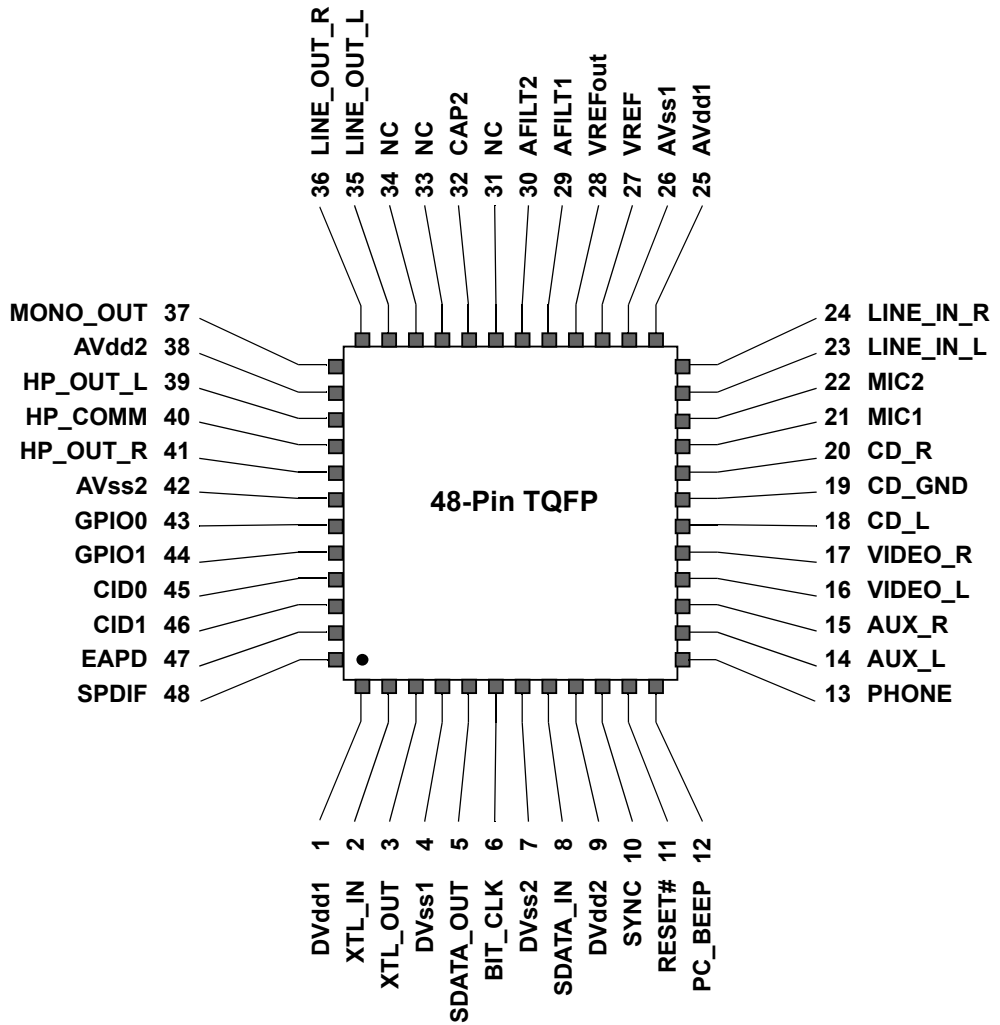 36 LINE_OUT_R
35 LINE_OUT_L
34 NC
33 NC
32 CAP2
31 NC
30 AFILT2
29 AFILT1
28 VREFout
27 VREF
26 AVss1
25 AVdd1
MONO_OUT 37
AVdd2 38
HP_OUT_L 39
HP_COMM 40
HP_OUT_R 41
AVss2 42
GPIO0 43
GPIO1 44
CID0 45
CID1 46
EAPD 47
SPDIF 48
48-Pin TQFP
24 LINE_IN_R
23 LINE_IN_L
22 MIC2
21 MIC1
20 CD_R
19 CD_GND
18 CD_L
17 VIDEO_R
16 VIDEO_L
15 AUX_R
14 AUX_L
13 PHONE
DVdd1 1
XTL_IN 2
XTL_OUT 3
DVss1 4
SDATA_OUT 5
BIT_CLK 6
DVss2 7
SDATA_IN 8
DVdd2 9
SYNC 10
RESET# 11
PC_BEEP 12